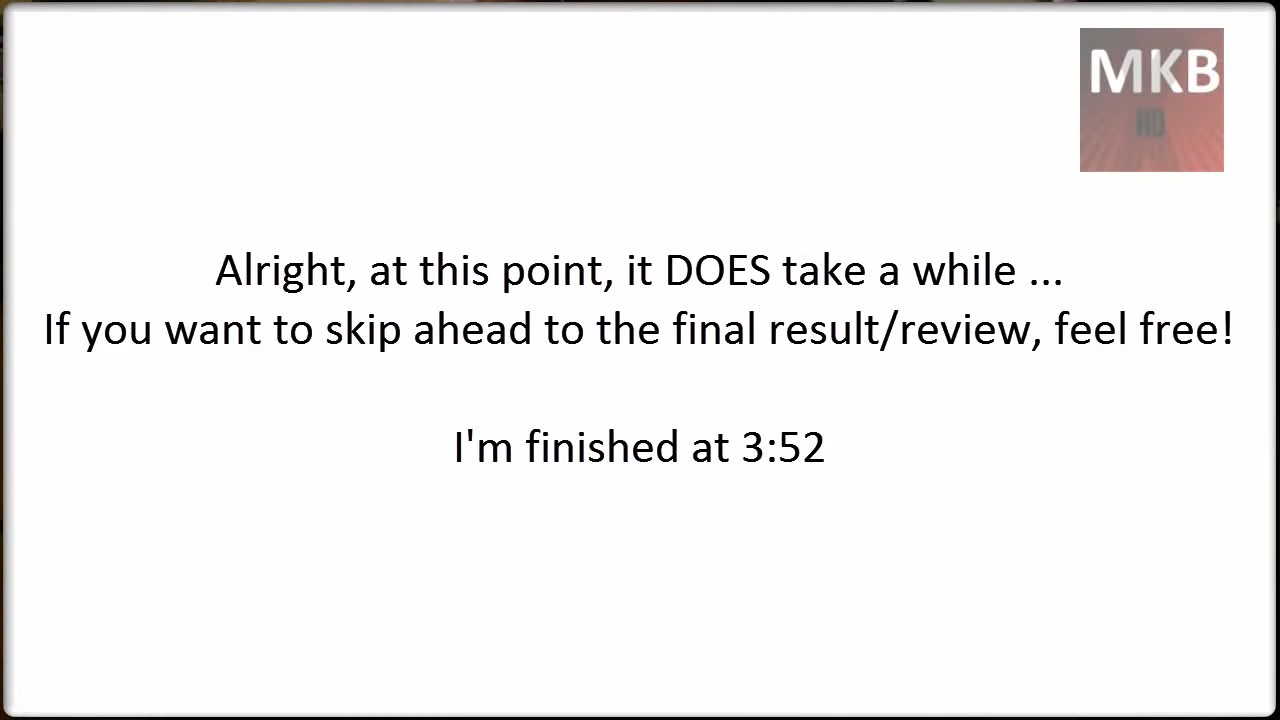 MKB
HD
Alright, at this point, it DOES take a while ...
If you want to skip ahead to the final result/review, feel free!
I'm finished at 3:52